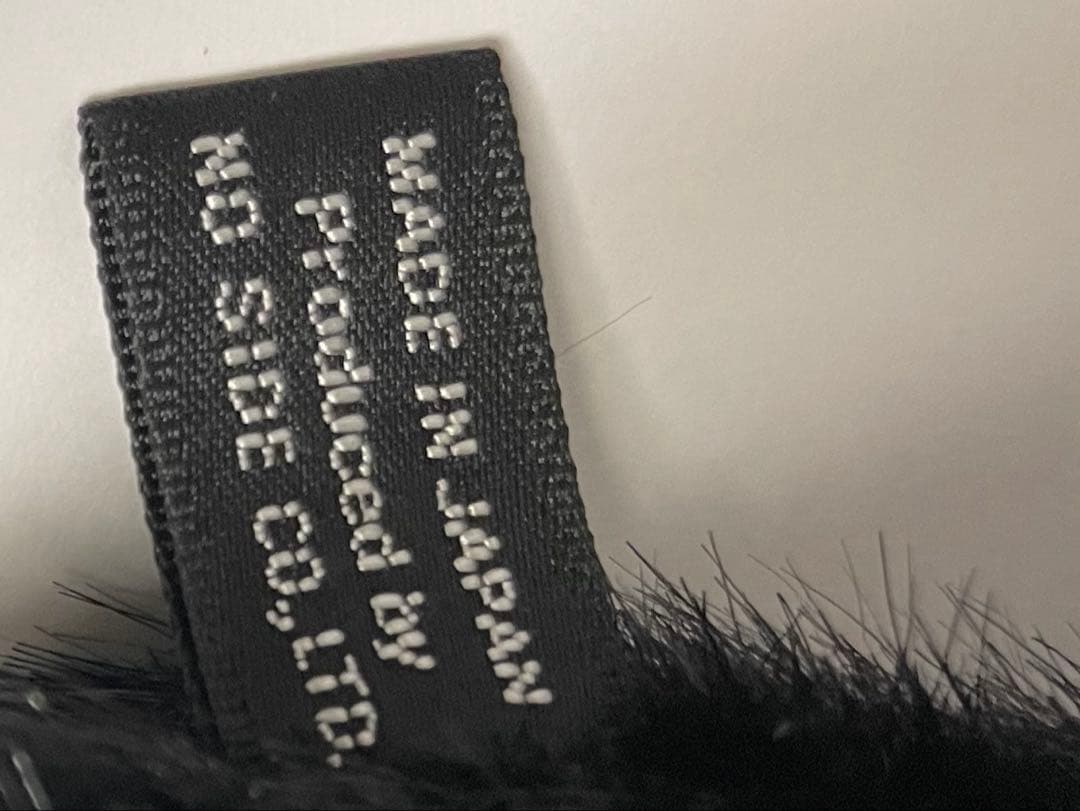 MADE IN JAPAN
Produced by
NO SIDE CO,.LTD.